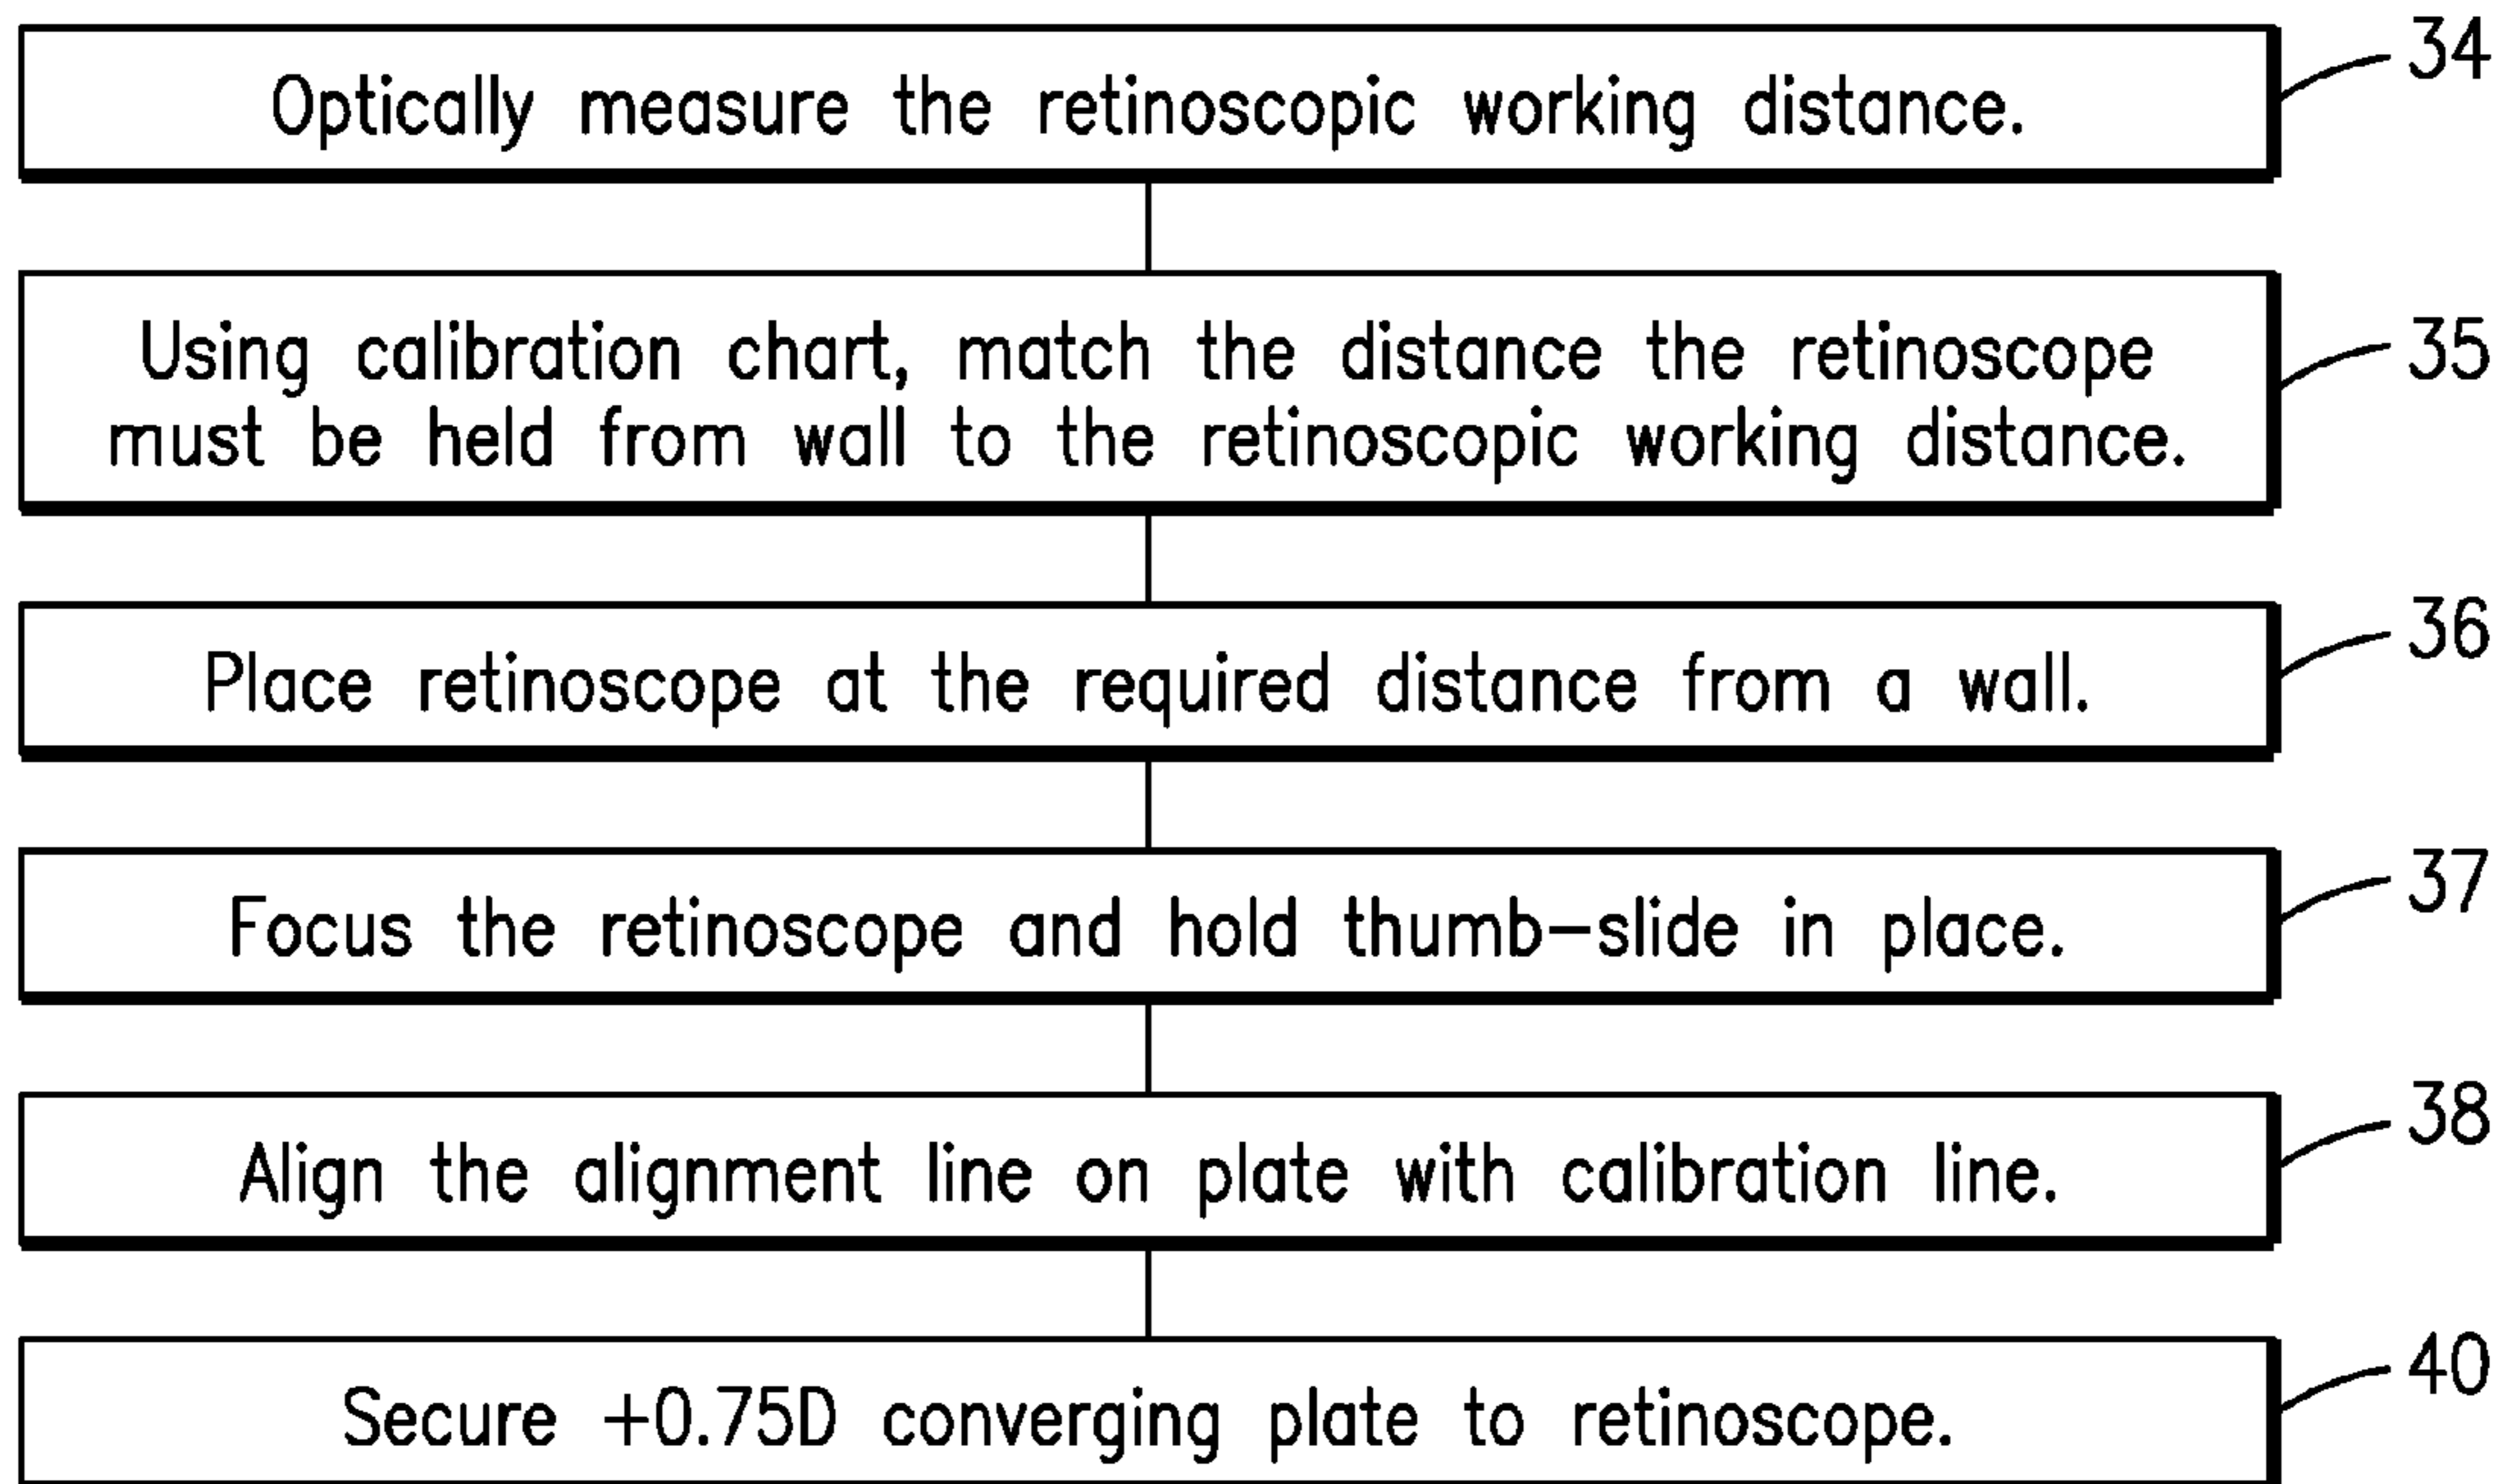 Optically measure the retinoscopic working distance.
34
Using calibration chart, match the distance the retinoscope
must be held from wall to the retinoscopic working distance.
35
Place retinoscope at the required distance from a wall.
36
Focus the retinoscope and hold thumb–slide in place.
37
Align the alignment line on plate with calibration line.
38
Secure +0.75D converging plate to retinoscope.
40